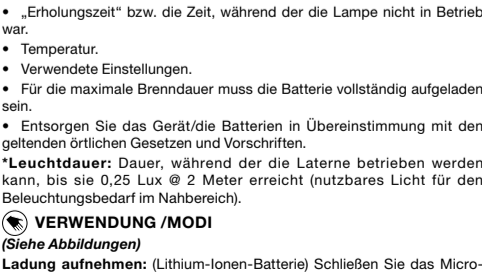 • „Erholungszeit“ bzw. die Zeit, während der die Lampe nicht in Betrieb
war.
• Temperatur.
• Verwendete Einstellungen.
• Für die maximale Brenndauer muss die Batterie vollständig aufgeladen
sein.
• Entsorgen Sie das Gerät/die Batterien in Übereinstimmung mit den
geltenden örtlichen Gesetzen und Vorschriften.
*Leuchtdauer: Dauer, während der die Laterne betrieben werden
kann, bis sie 0,25 Lux @ 2 Meter erreicht (nutzbares Licht für den
Beleuchtungsbedarf im Nahbereich).
VERWENDUNG /MODI
(Siehe Abbildungen)
Ladung aufnehmen: (Lithium-Ionen-Batterie) Schließen Sie das Micro-